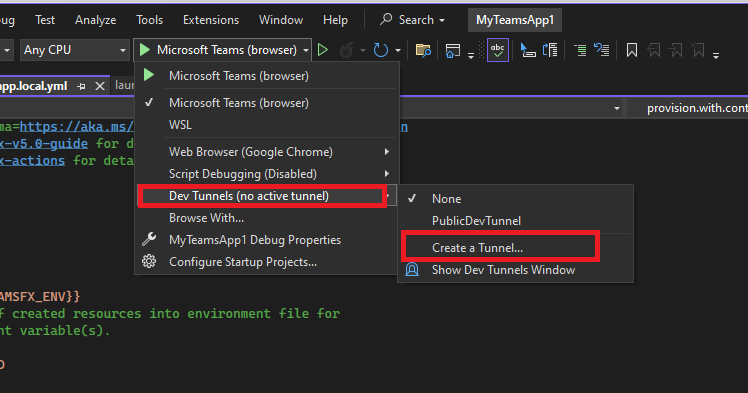 bug Test Analyze Tools Extensions Window Help Search MyTeamsApp1
Any CPU Microsoft Teams (browser)
app.local.yml laun
Microsoft Teams (browser)
provision.with.cont
Microsoft Teams (browser)
ma=https://aka.ms/ n
WSL
x-v5.0-guide for d
Web Browser (Google Chrome)
x-actions for deta
Script Debugging (Disabled)
Dev Tunnels (no active tunnel)
None
Browse With...
PublicDevTunnel
MyTeamsApp1 Debug Properties
Create a Tunnel...
Configure Startup Projects...
Show Dev Tunnels Window
AMSFX_ENV}}
f created resources into environment file for
nt variable(s).